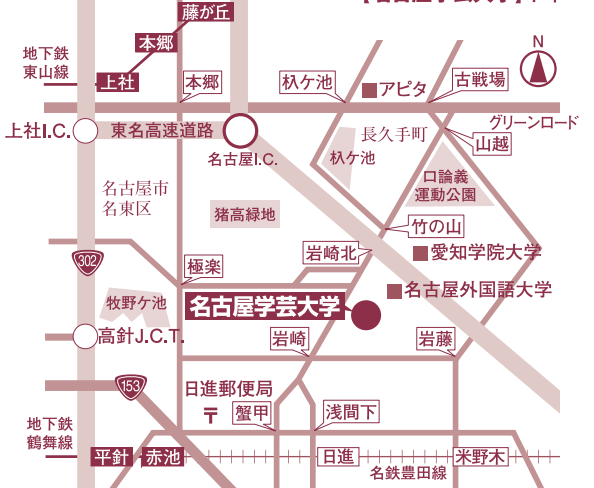 【名古屋学芸大学】
藤が丘
本郷
地下鉄
東山線
上社
本郷
杁ケ池
アピタ
古戦場
N
グリーンロード
上社I.C.
東名高速道路
名古屋I.C.
長久手町
杁ケ池
山越
口論義
運動公園
名古屋市
名東区
猪高緑地
竹の山
岩崎北
愛知学院大学
302
極楽
名古屋外国語大学
牧野ケ池
名古屋学芸大学
高針J.C.T.
岩崎
岩藤
153
日進郵便局
〒
蟹甲
浅間下
地下鉄
鶴舞線
平針
赤池
日進
米野木
名鉄豊田線